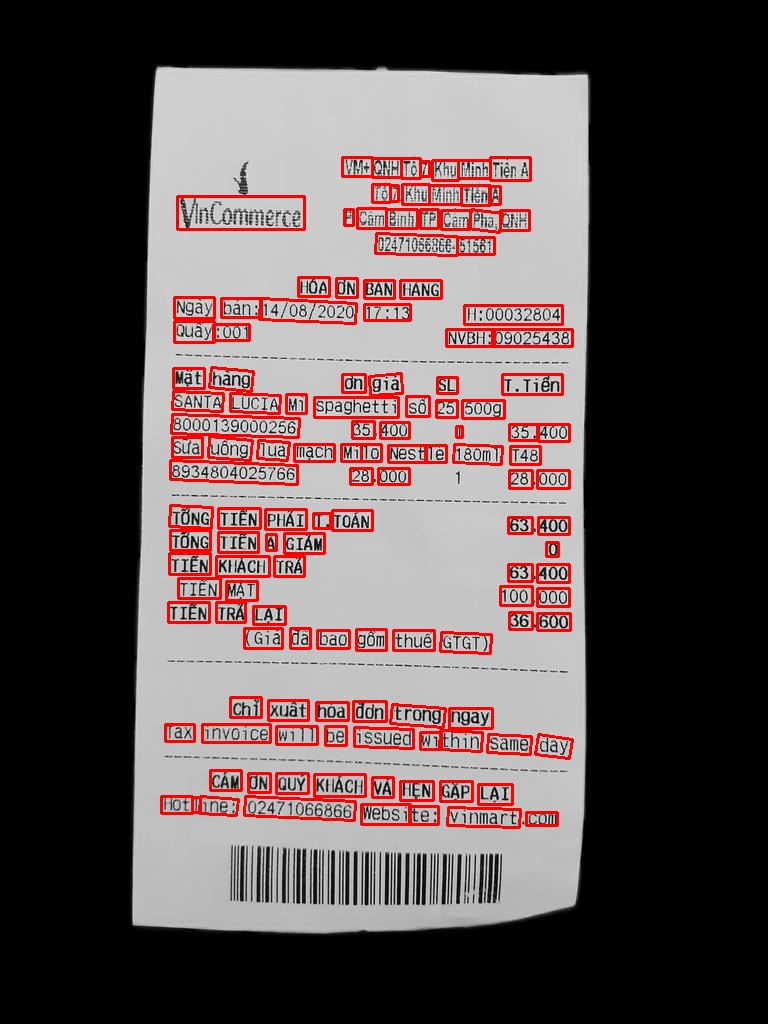 VM+ QNH Tổ 7 Khu Minh Tiến A
Tổ 7 Khu Minh Tiến A
VinCommerce
P Cẩm Bình TP Cẩm Phả, QNH
02471066866-51561
HÓA ĐƠN BÁN HÀNG
Ngày bán:14/08/2020 17:13 H:00032804
Quầy:001 NVBH:09025438
Mặt hàng Đơn giá SL T.Tiền
SANTA LUCIA Mì spaghetti số 25 500g
8000139000256 35.400 1 35.400
Sữa uống lúa mạch Milo Nestle 180ml T48
8934804025766 28.000 1 28.000
TỔNG TIỀN PHẢI T.TOÁN 63.400
TỔNG TIỀN ĐÃ GIẢM 0
TIỀN KHÁCH TRẢ 63.400
TIỀN MẶT 100.000
TIỀN TRẢ LẠI 36.600
(Giá đã bao gồm thuế GTGT)
Chỉ xuất hóa đơn trong ngày
Tax invoice will be issued within same day
CẢM ƠN QUÝ KHÁCH VÀ HẸN GẶP LẠI
Hotline: 02471066866 Website: vinmart.com